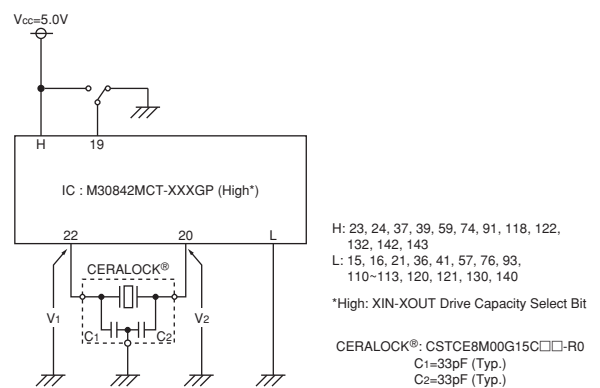 Vcc=5.0V
H
19
IC : M30842MCT-XXXGP (High*)
22
20
L
CERALOCK®
V1
V2
C1
C2
H: 23, 24, 37, 39, 59, 74, 91, 118, 122,
132, 142, 143
L: 15, 16, 21, 36, 41, 57, 76, 93,
110~113, 120, 121, 130, 140
*High: XIN-XOUT Drive Capacity Select Bit
CERALOCK®: CSTCE8M00G15C□□-R0
C1=33pF (Typ.)
C2=33pF (Typ.)